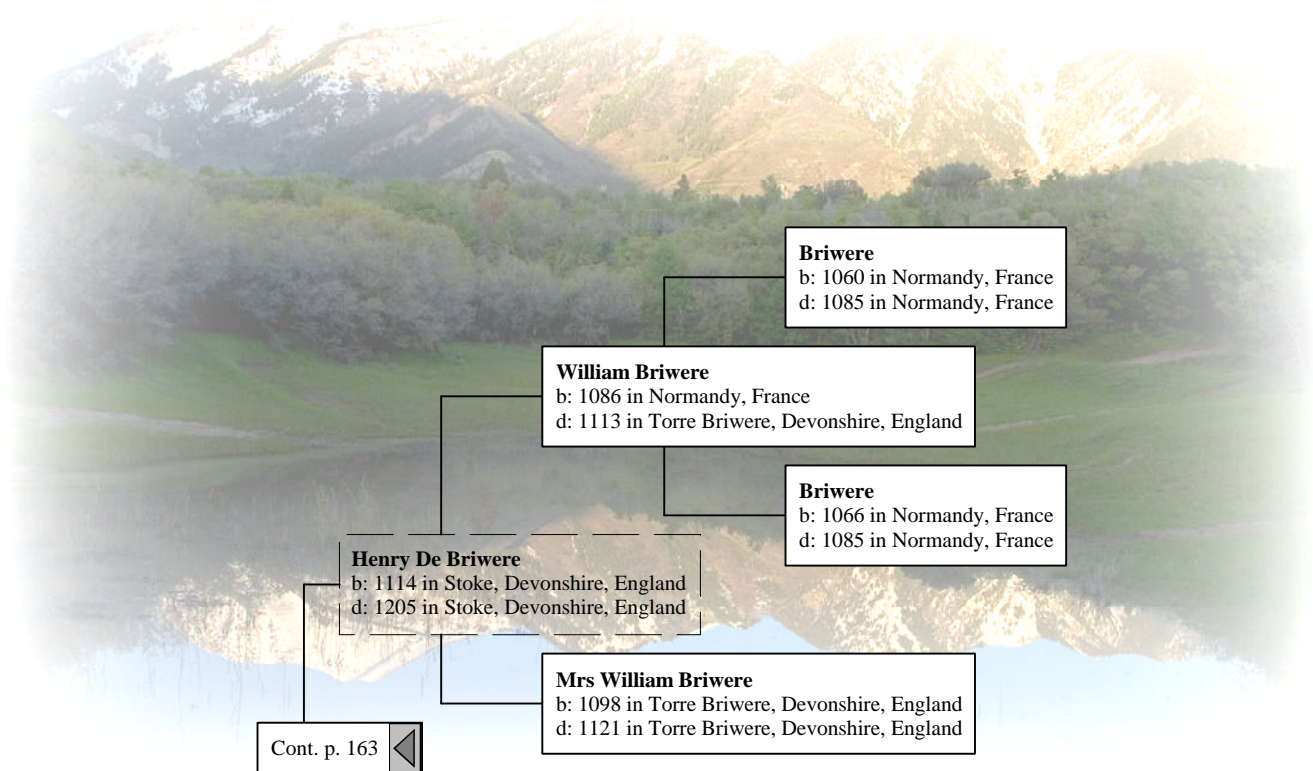 Briwere
b: 1060 in Normandy, France
d: 1085 in Normandy, France
William Briwere
b: 1086 in Normandy, France
d: 1113 in Torre Briwere, Devonshire, England
Briwere
b: 1066 in Normandy, France
d: 1085 in Normandy, France
Henry De Briwere
b: 1114 in Stoke, Devonshire, England
d: 1205 in Stoke, Devonshire, England
Mrs William Briwere
b: 1098 in Torre Briwere, Devonshire, England
d: 1121 in Torre Briwere, Devonshire, England
Cont. p. 163